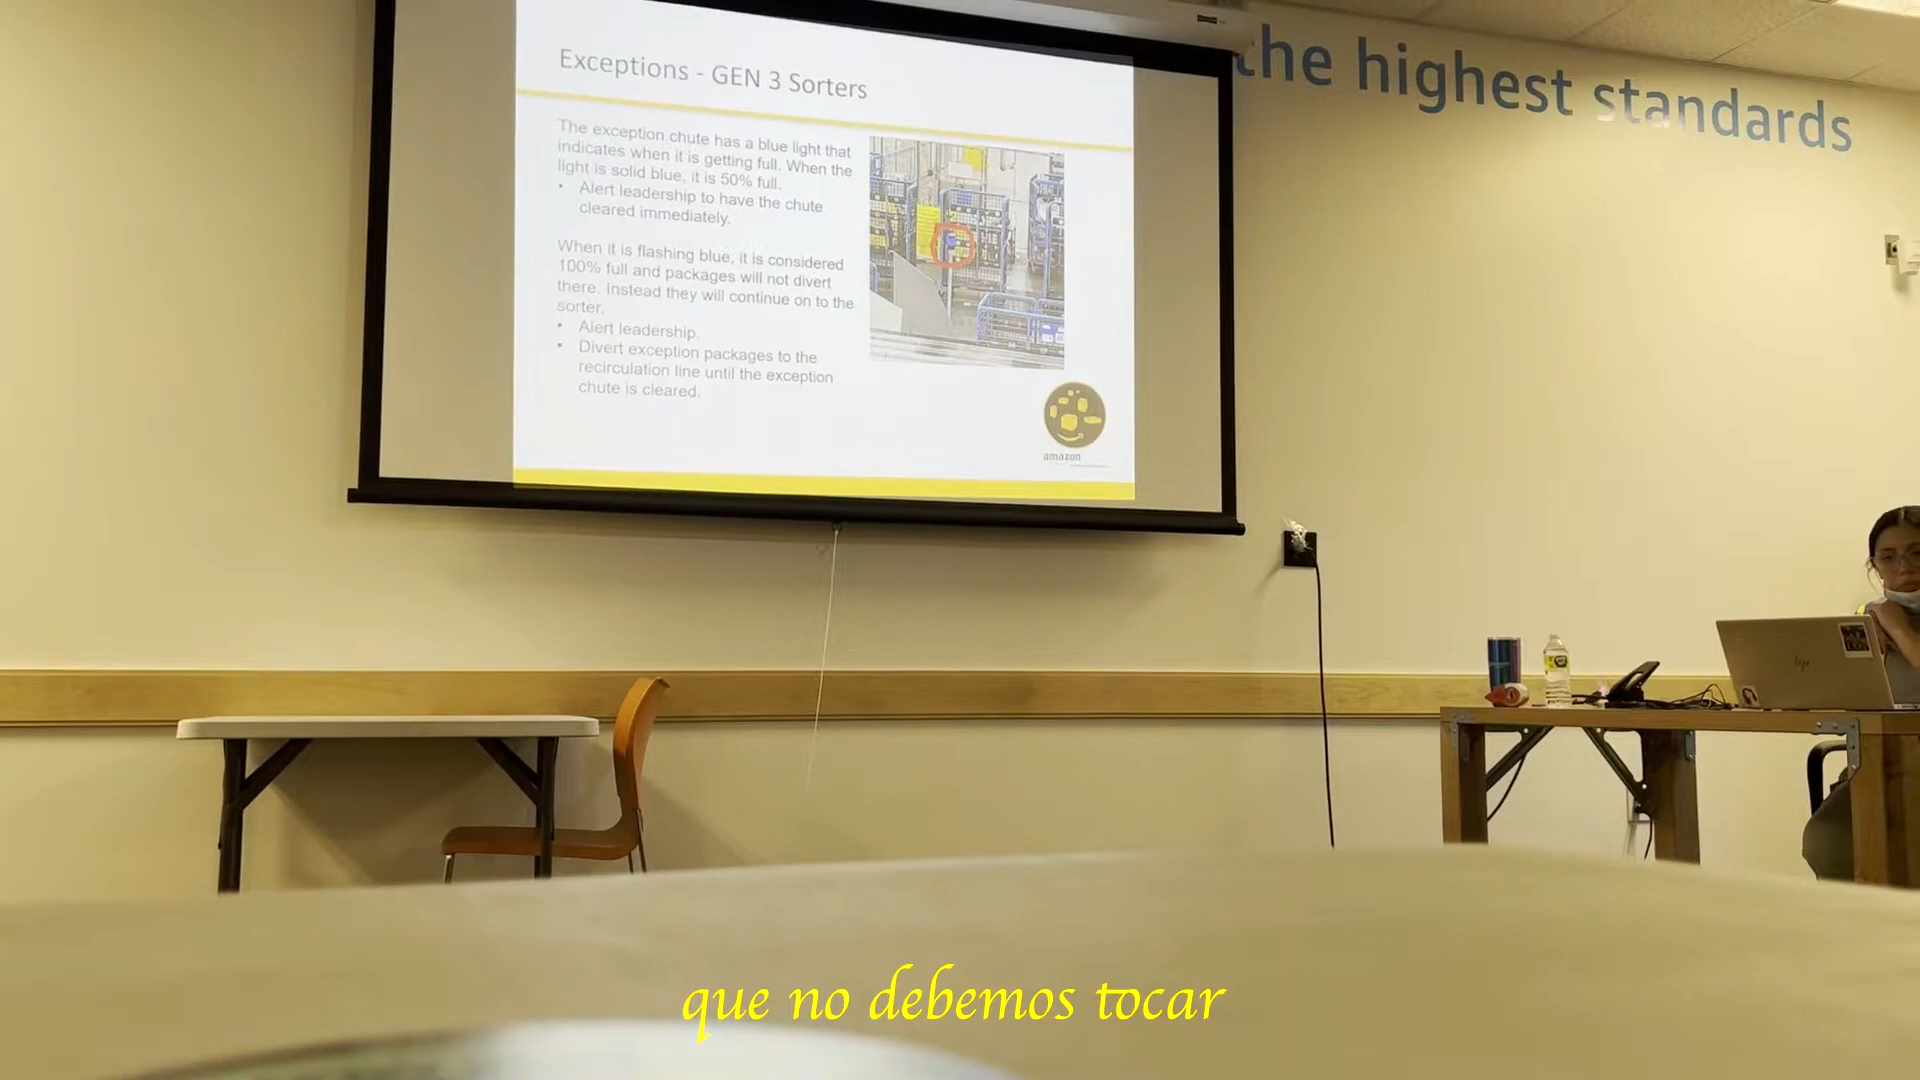 the highest standards
Exceptions - GEN 3 Sorters
The exception chute has a blue light that
indicates when it is getting full. When the
light is solid blue, it is 50% full.
• Alert leadership to have the chute
cleared immediately.
When it is flashing blue, it is considered
100% full and packages will not divert
there. Instead they will continue on to the
sorter.
• Alert leadership.
• Divert exception packages to the
recirculation line until the exception
chute is cleared.
amazon
hp
que no debemos tocar